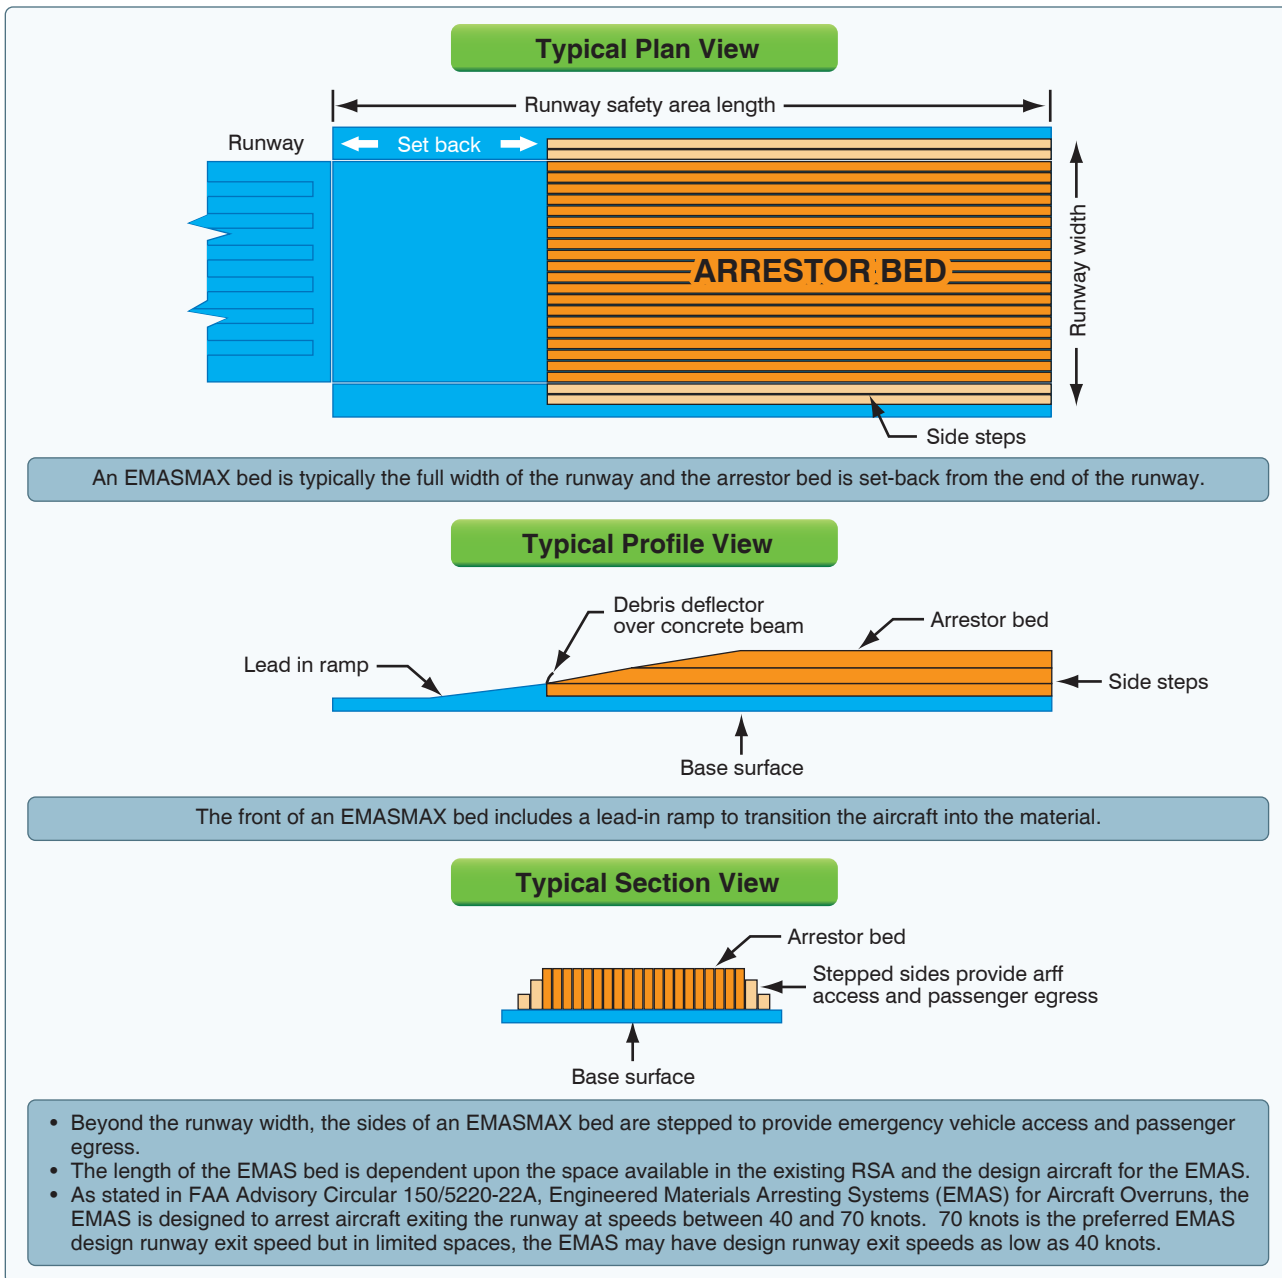 Typical Plan View
Runway safety area length
Runway
Set back
ARRESTOR BED
Runway width
Side steps
An EMASMAX bed is typically the full width of the runway and the arrestor bed is set-back from the end of the runway.
Typical Profile View
Debris deflector
over concrete beam
Arrestor bed
Lead in ramp
Side steps
Base surface
The front of an EMASMAX bed includes a lead-in ramp to transition the aircraft into the material.
Typical Section View
Arrestor bed
Stepped sides provide arff
access and passenger egress
Base surface
• Beyond the runway width, the sides of an EMASMAX bed are stepped to provide emergency vehicle access and passenger
egress.
• The length of the EMAS bed is dependent upon the space available in the existing RSA and the design aircraft for the EMAS.
• As stated in FAA Advisory Circular 150/5220-22A, Engineered Materials Arresting Systems (EMAS) for Aircraft Overruns, the
EMAS is designed to arrest aircraft exiting the runway at speeds between 40 and 70 knots.  70 knots is the preferred EMAS
design runway exit speed but in limited spaces, the EMAS may have design runway exit speeds as low as 40 knots.